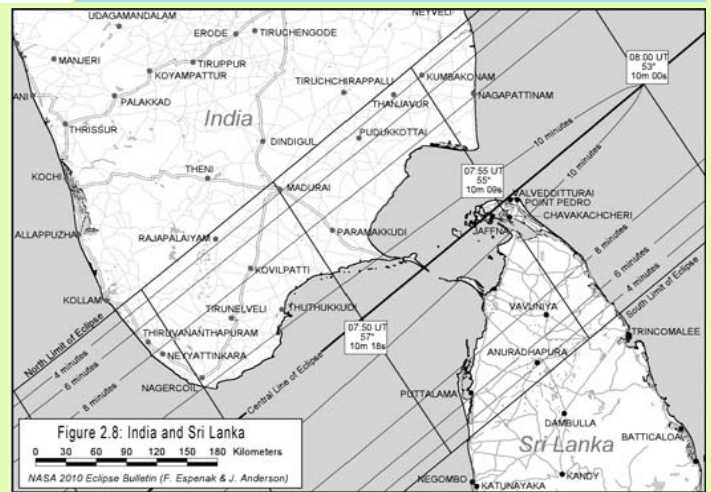 UDAGAMANDALAM
ERODE
TIRUCHENGODE
NEYVELI
MANJERI
KOYAMPATTUR
TIRUPPUR
PALAKKAD
TIRUCHCHIRAPPALLI
KUMBAKONAM
THANJAVUR
NAGAPATTINAM
08:00 UT
53°
10m 00s
ANI
India
THRISSUR
DINDIGUL
PUDUKKOTTAI
10 minutes
KOCHI
THENI
MADURAI
07:55 UT
55°
10m 09s
10 minutes
VALVEDDITTURAI
POINT PEDRO
CHAVAKACHCHERI
JAFFNA
ALLAPPUZHA
RAJAPALAIYAM
PARAMAKKUDI
8 minutes
KOVILPATTI
6 minutes
4 minutes
South Limit of Eclipse
KOLLAM
TIRUNELVELI
THUTHUKKUDI
VAVUNIYA
TRINCOMALEE
THIRUVANANTHAPURAM
NEYYATTINKARA
07:50 UT
57°
10m 18s
North Limit of Eclipse
4 minutes
6 minutes
8 minutes
NAGERCOIL
Central Line of Eclipse
ANURADHAPURA
PUTTALAMA
DAMBULLA
BATTICALOA
Sri Lanka
KANDY
NEGOMBO
KATUNAYAKA
Figure 2.8: India and Sri Lanka
0 30 60 90 120 150 180 Kilometers
NASA 2010 Eclipse Bulletin (F. Espenak & J. Anderson)